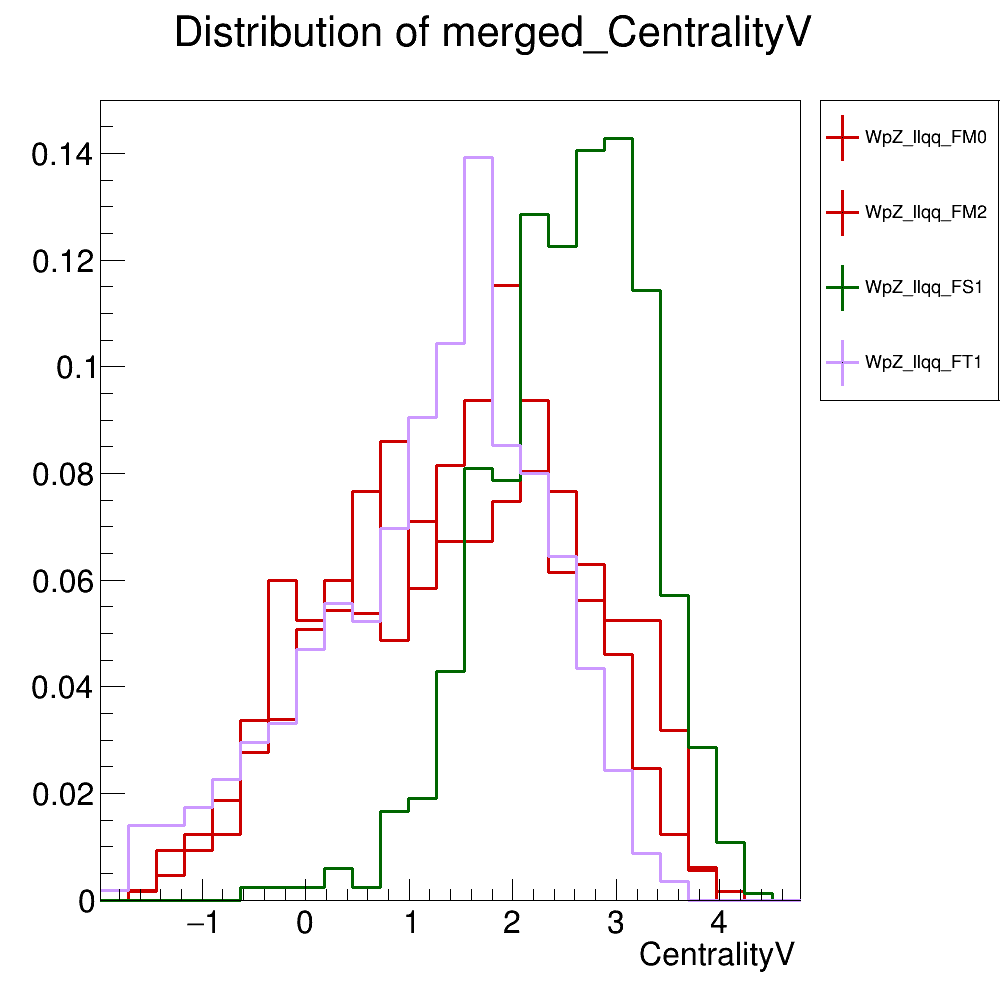 Distribution of merged_CentralityV
WpZ_llqq_FM0
WpZ_llqq_FM2
WpZ_llqq_FS1
WpZ_llqq_FT1
0.14
0.12
0.1
0.08
0.06
0.04
0.02
0
−1 0 1 2 3 4
CentralityV